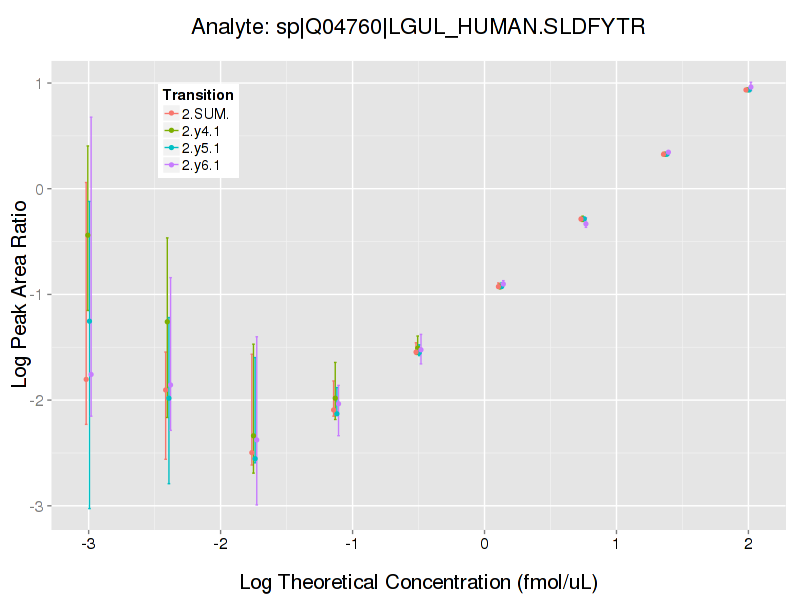 Analyte: sp|Q04760|LGUL_HUMAN.SLDFYTR
Transition
2.SUM.
2.y4.1
2.y5.1
2.y6.1
Log Peak Area Ratio
1
0
-1
-2
-3
-3 -2 -1 0 1 2
Log Theoretical Concentration (fmol/uL)